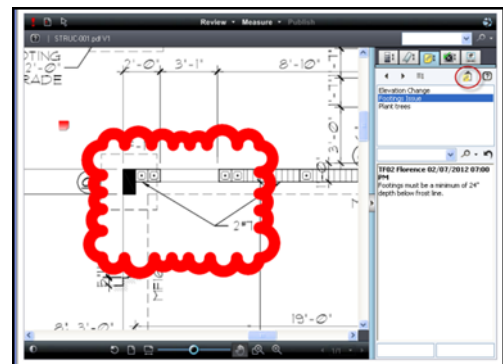 Review • Measure • Publish
STRUC-001 pdf V1
OTING
2'-0"
RADE
2'-0"
3'-1"
8'-10"
Elevation Change
Footings Issue
Plant trees
TF02 Florence 02/07/2012 07:00
PM
Footings must be a minimum of 24"
depth below frost line.
2#
8'
3'-0"
19'-0"
1/1